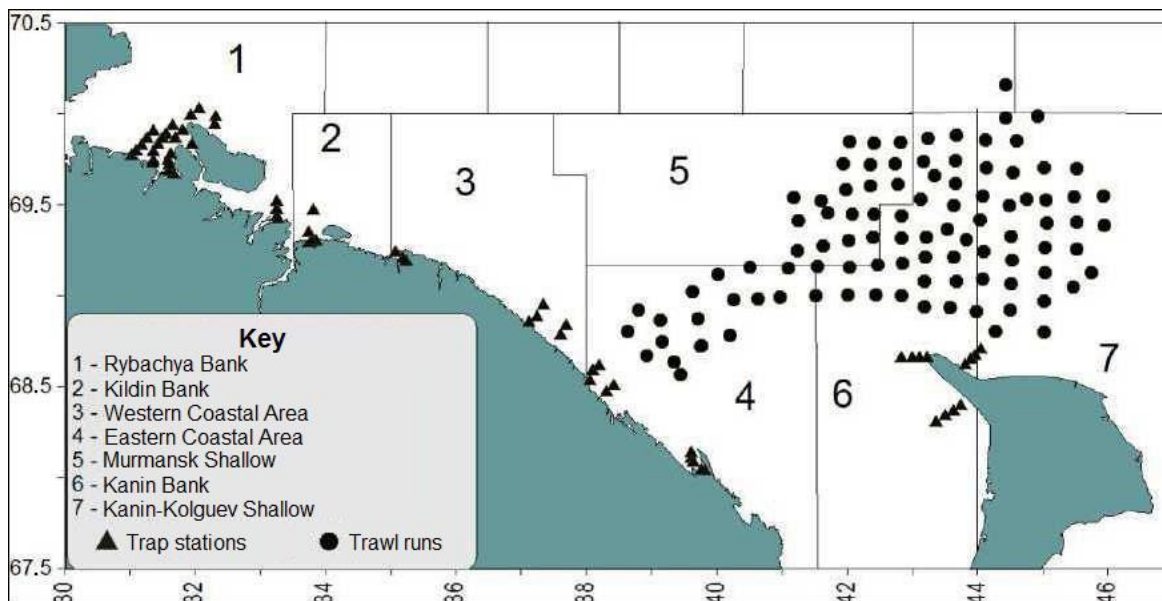 70.5
1
2
3
5
69.5
68.5
4
6
7
67.5
Key
1 - Rybachya Bank
2 - Kildin Bank
3 - Western Coastal Area
4 - Eastern Coastal Area
5 - Murmansk Shallow
6 - Kanin Bank
7 - Kanin-Kolguev Shallow
Trap stations Trawl runs
30 32 34 36 38 40 42 44 46